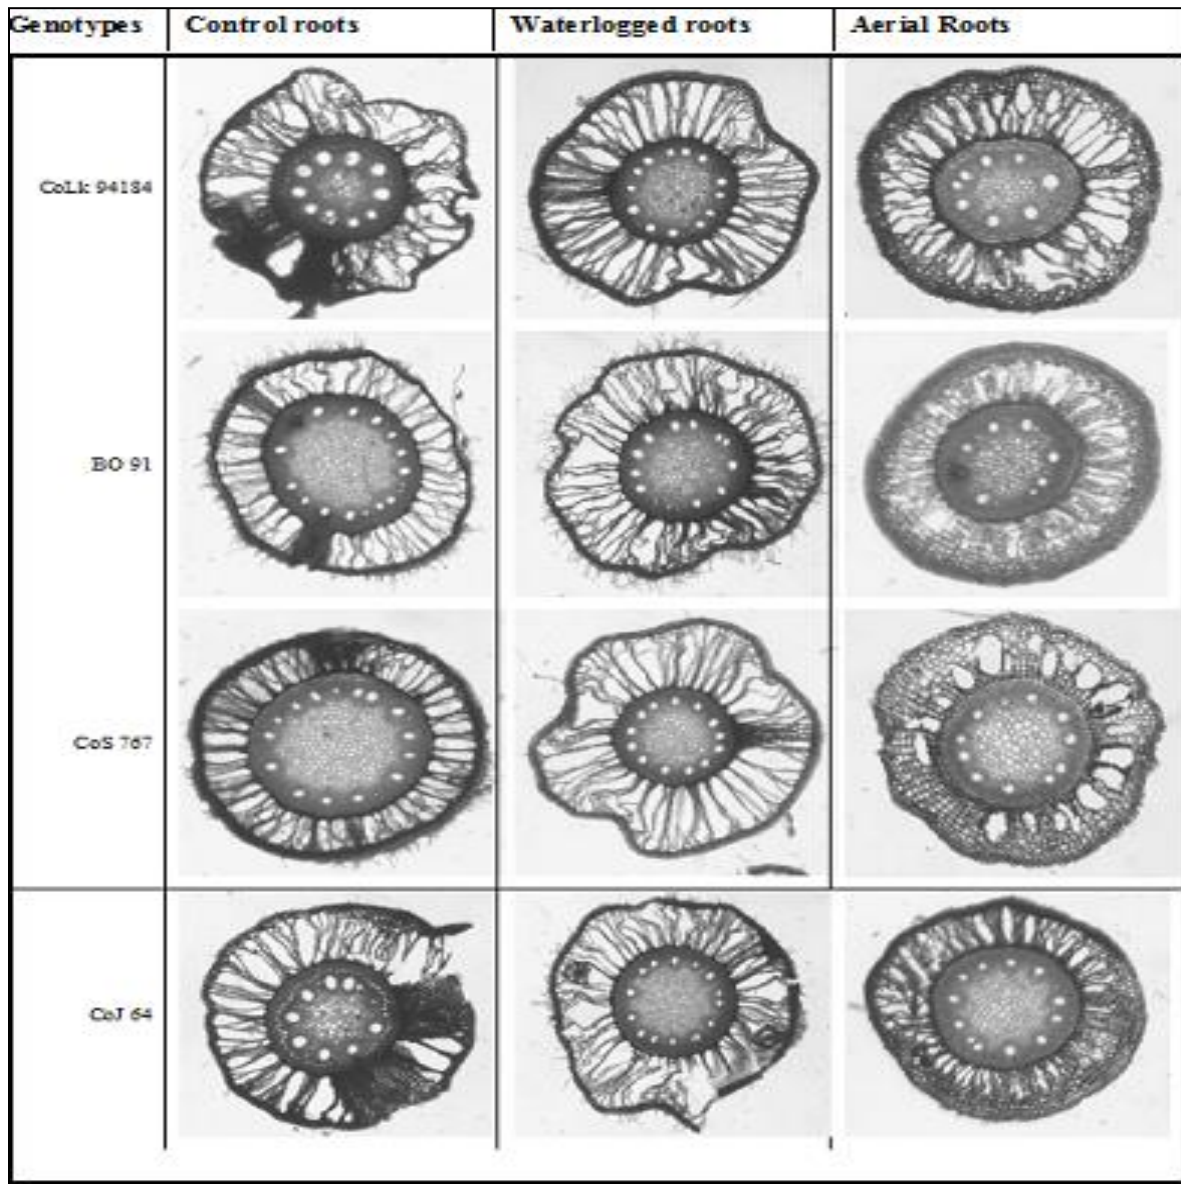 Genotypes Control roots Waterlogged roots Aerial Roots
CoLk 94184
BO 91
CoS 767
CoJ 64